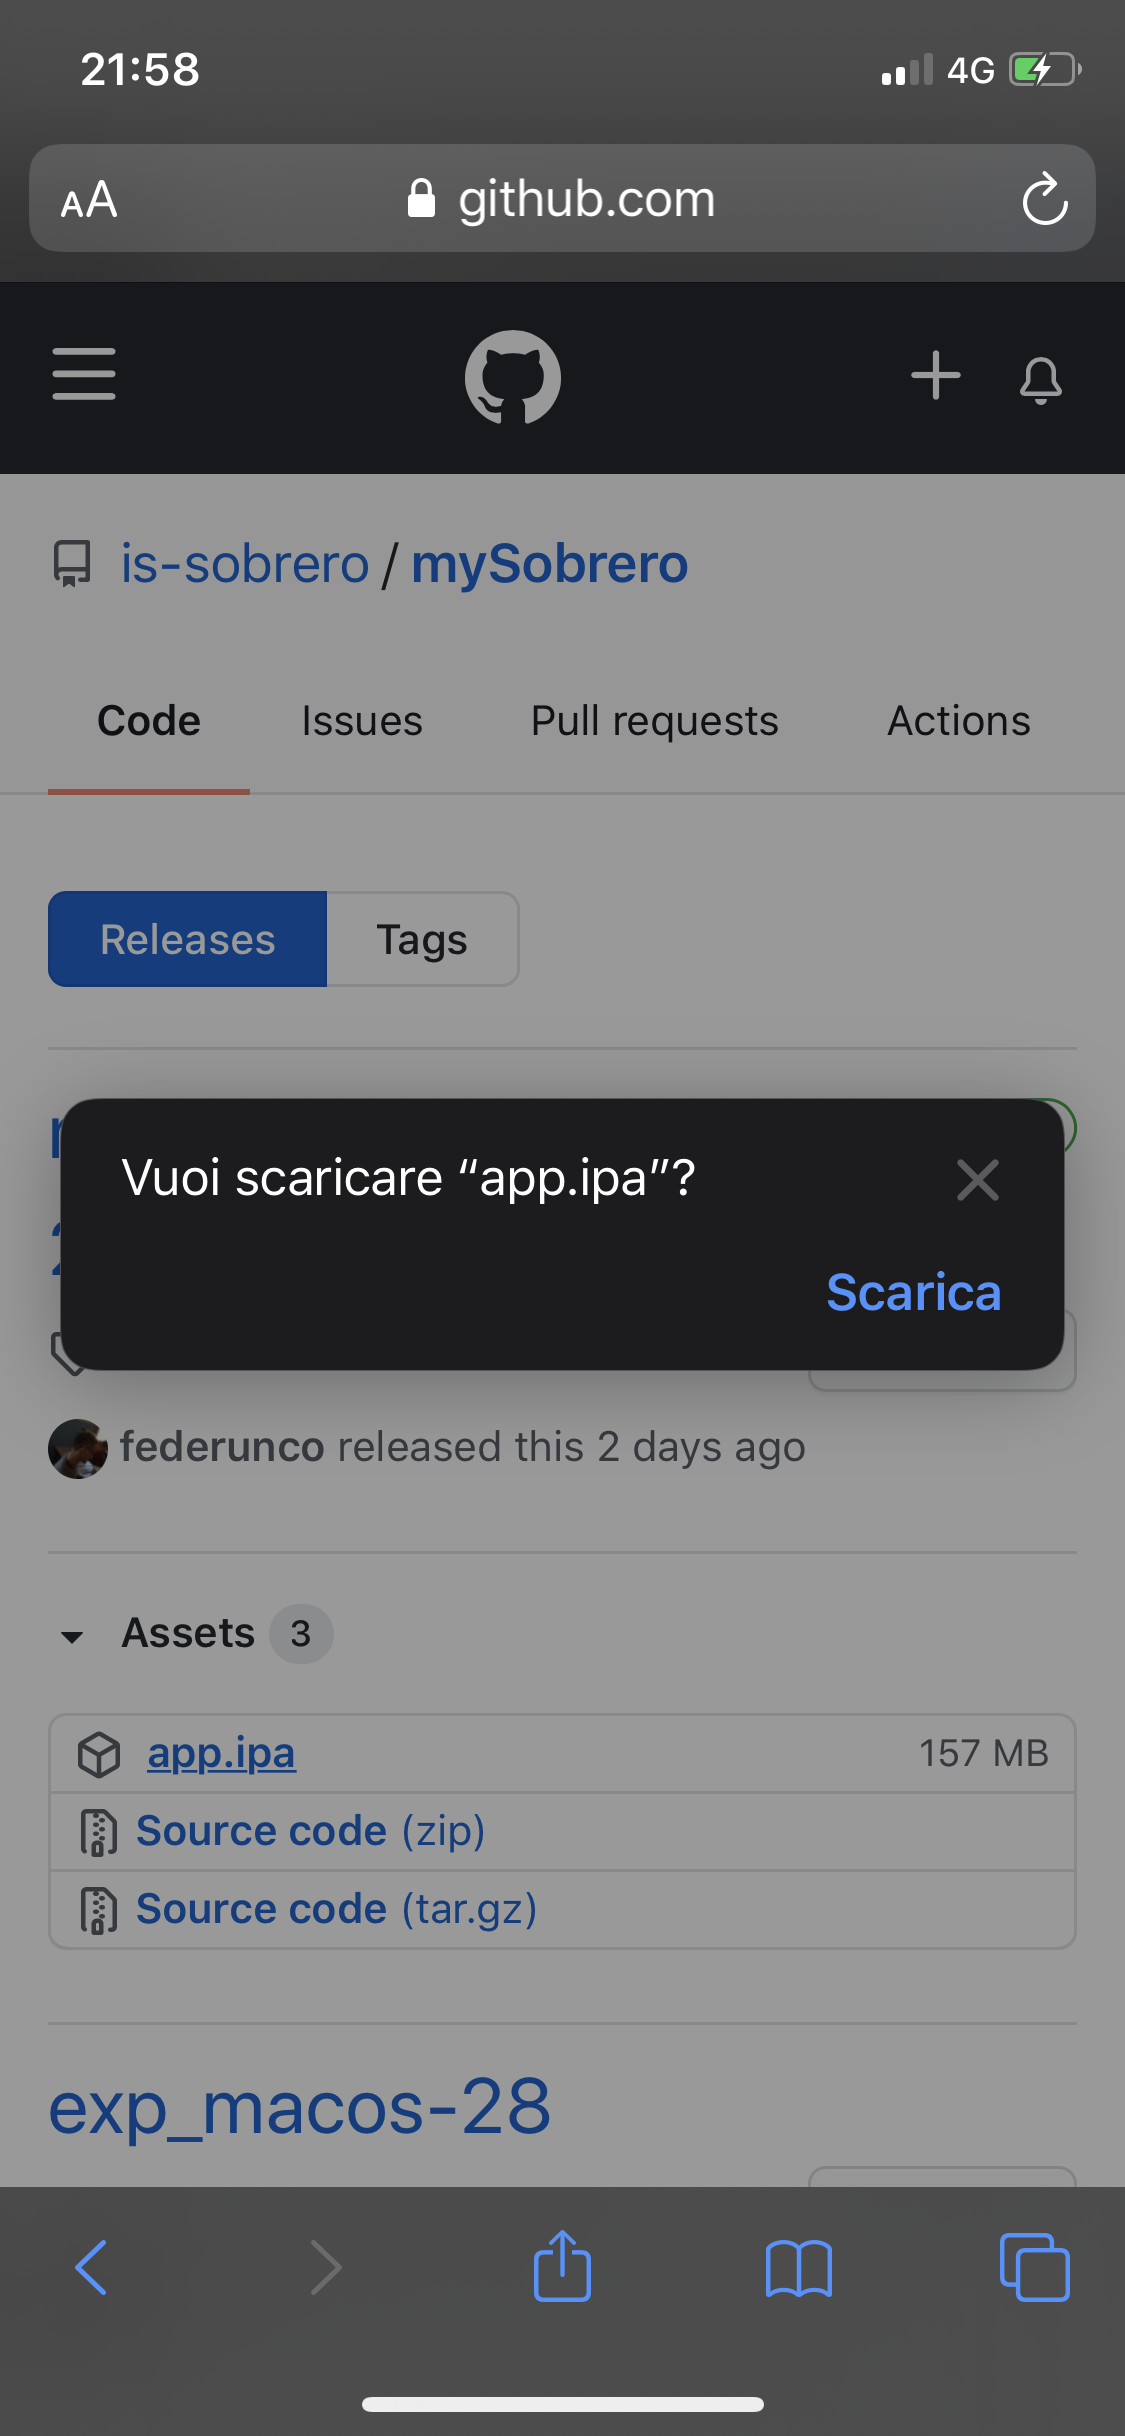 21:58
4G
AA
github.com
is-sobrero / mySobrero
Code Issues Pull requests Actions
Releases Tags
Vuoi scaricare “app.ipa”?
Scarica
federunco released this 2 days ago
Assets 3
app.ipa 157 MB
Source code (zip)
Source code (tar.gz)
exp_macos-28